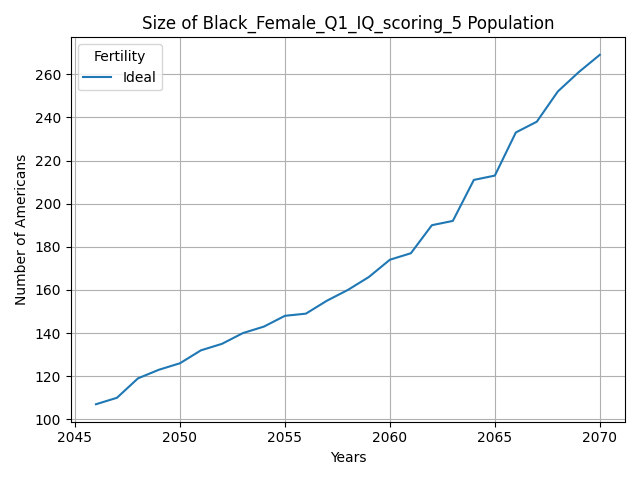 Size of Black_Female_Q1_IQ_scoring_5 Population
Fertility
Ideal
Number of Americans
260
240
220
200
180
160
140
120
100
2045 2050 2055 2060 2065 2070
Years